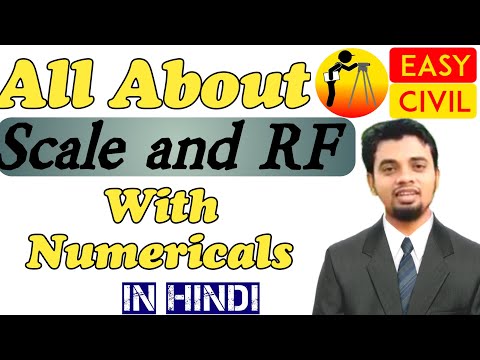 All About
EASY
CIVIL
Scale and RF
With
Numericals
IN HINDI